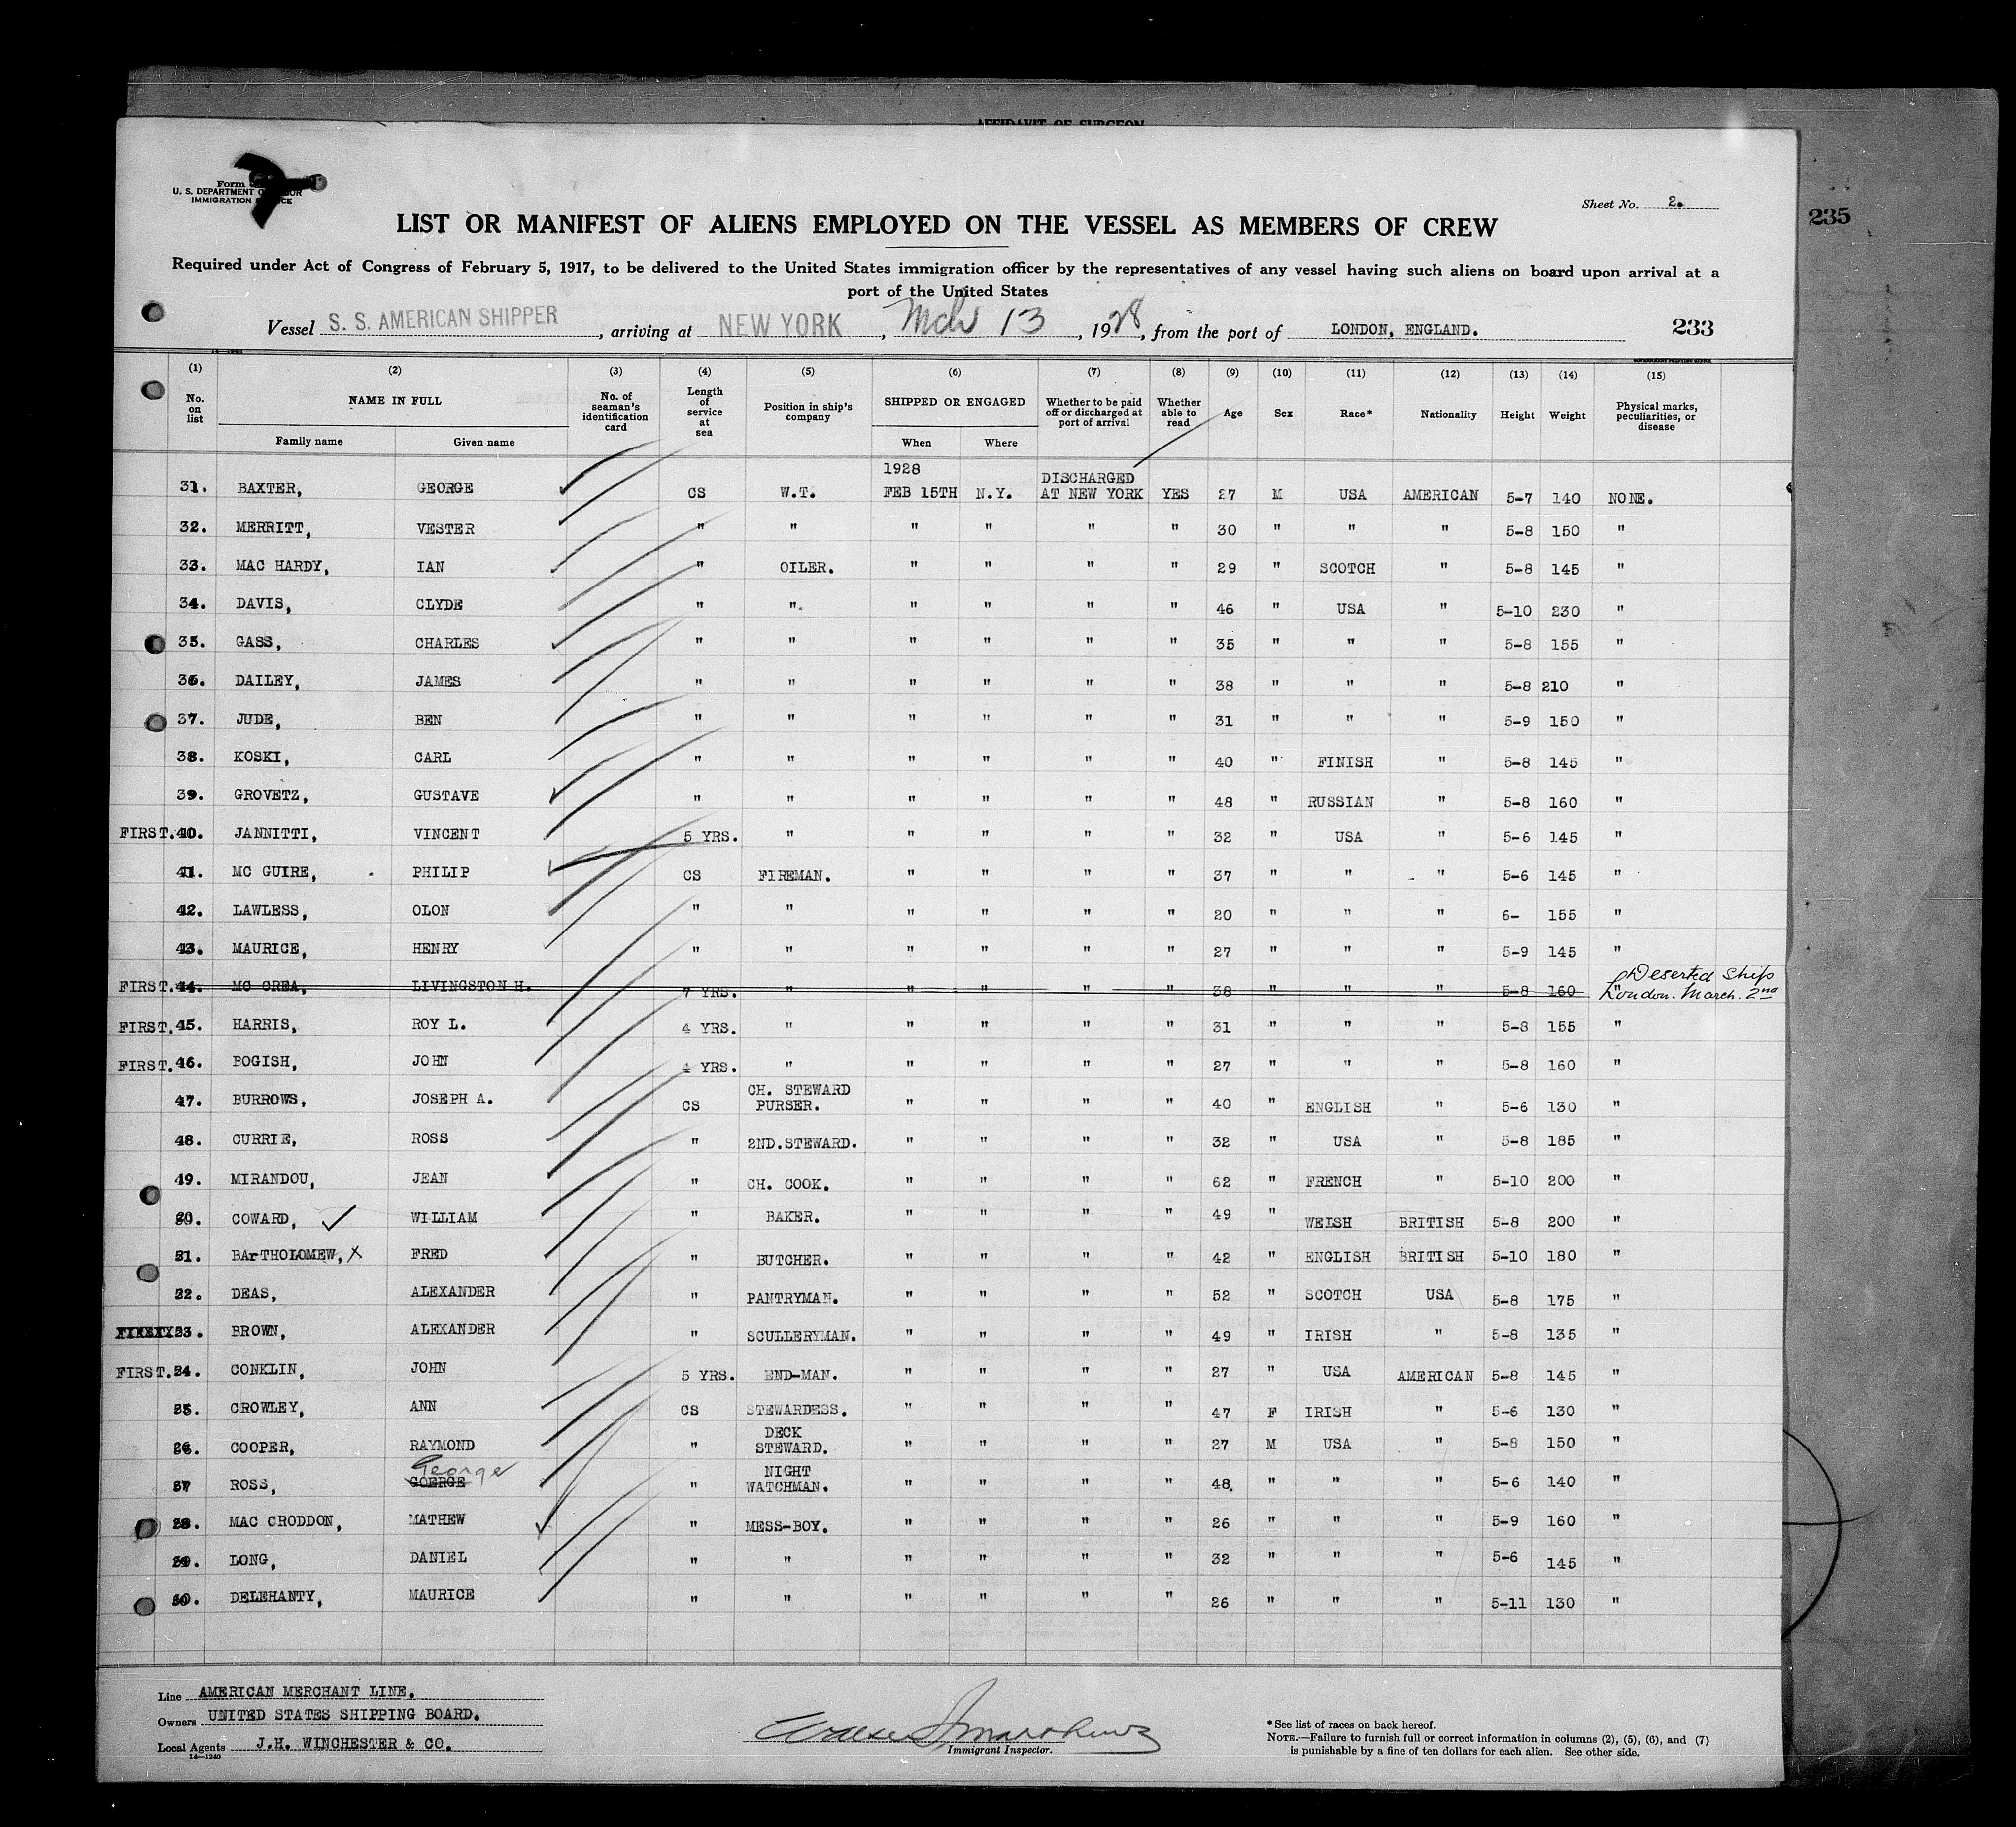 AFFIDAVIT OF SURGEON
Form
U. S. DEPARTMENT OF LABOR
IMMIGRATION SERVICE
Sheet No. 2.
235
LIST OR MANIFEST OF ALIENS EMPLOYED ON THE VESSEL AS MEMBERS OF CREW
Required under Act of Congress of February 5, 1917, to be delivered to the United States immigration officer by the representatives of any vessel having such aliens on board upon arrival at a
port of the United States
Vessel S. S. AMERICAN SHIPPER, arriving at NEW YORK, Mch 13, 1928, from the port of LONDON, ENGLAND. 233
(1) (2) (3) (4) (5) (6) (7) (8) (9) (10) (11) (12) (13) (14) (15)
No. on list NAME IN FULL Family name Given name No. of seaman's identification card Length of service at sea Position in ship's company SHIPPED OR ENGAGED When Where Whether to be paid off or discharged at port of arrival Whether able to read Age Sex Race* Nationality Height Weight Physical marks, peculiarities, or disease
1928 DISCHARGED
31. BAXTER, GEORGE CS W.T. FEB 15TH N.Y. AT NEW YORK YES 27 M USA AMERICAN 5-7 140 NONE.
32. MERRITT, VESTER " " " " " " 30 " " " 5-8 150 "
33. MAC HARDY, IAN " OILER. " " " " 29 " SCOTCH " 5-8 145 "
34. DAVIS, CLYDE " ". " " " " 46 " USA " 5-10 230 "
35. GASS, CHARLES " " " " " " 35 " " " 5-8 155 "
36. DAILEY, JAMES " " " " " " 38 " " " 5-8 210 "
37. JUDE, BEN " " " " " " 31 " " " 5-9 150 "
38. KOSKI, CARL " " " " " " 40 " FINISH " 5-8 145 "
39. GROVETZ, GUSTAVE " " " " " " 48 " RUSSIAN " 5-8 160 "
FIRST. 40. JANNITTI, VINCENT 5 YRS. " " " " " 32 " USA " 5-6 145 "
41. MC GUIRE, PHILIP CS FIREMAN. " " " " 37 " " " 5-6 145 "
42. LAWLESS, OLON " " " " " " 20 " " " 6- 155 "
43. MAURICE, HENRY " " " " " " 27 " " " 5-9 145 "
FIRST. 44. MC CREA, LIVINGSTON H. 7 YRS. " " " " " 38 " " " 5-8 160 " Deserted Ship
London. March. 2nd
FIRST. 45. HARRIS, ROY L. 4 YRS. " " " " " 31 " " " 5-8 155 "
FIRST. 46. BOGISH, JOHN 4 YRS. " " " " " 27 " " " 5-8 160 "
47. BURROWS, JOSEPH A. CS CH. STEWARD PURSER. " " " " 40 " ENGLISH " 5-6 130 "
48. CURRIE, ROSS " 2ND.STEWARD. " " " " 32 " USA " 5-8 185 "
49. MIRANDOU, JEAN " CH. COOK. " " " " 62 " FRENCH " 5-10 200 "
20. COWARD, ✓ WILLIAM " BAKER. " " " " 49 " WELSH BRITISH 5-8 200 "
21. BArTHOLOMEW, X FRED " BUTCHER. " " " " 42 " ENGLISH BRITISH 5-10 180 "
22. DEAS, ALEXANDER " PANTRYMAN. " " " " 52 " SCOTCH USA 5-8 175 "
23. BROWN, ALEXANDER " SCULLERYMAN. " " " " 49 " IRISH " 5-8 135 "
FIRST. 24. CONKLIN, JOHN 5 YRS. END-MAN. " " " " 27 " USA AMERICAN 5-8 145 "
25. CROWLEY, ANN CS STEWARDESS. " " " " 47 F IRISH " 5-6 130 "
26. COOPER, RAYMOND " DECK STEWARD. " " " " 27 M USA " 5-8 150 "
27 ROSS, GOERGE George " NIGHT WATCHMAN. " " " " 48. " " " 5-6 140 "
28. MAC CRODDON, MATHEW " MESS-BOY. " " " " 26 " " " 5-9 160 "
29. LONG, DANIEL " " " " " " 32 " " " 5-6 145 "
DELEHANTY, MAURICE " " " " " " 26 " " " 5-11 130 "
Line AMERICAN MERCHANT LINE.
Owners UNITED STATES SHIPPING BOARD.
Local Agents J.H. WINCHESTER & CO.
14—1240
Immigrant Inspector.
*See list of races on back hereof.
NOTE.—Failure to furnish full or correct information in columns (2), (5), (6), and (7)
is punishable by a fine of ten dollars for each alien. See other side.